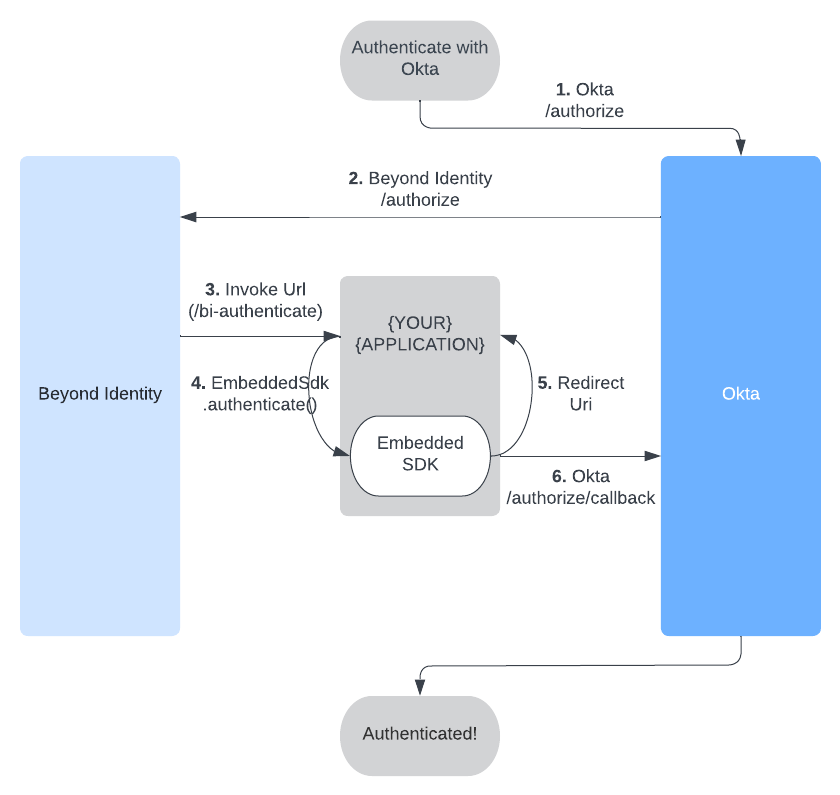 Authenticate with
Okta
1. Okta
/authorize
2. Beyond Identity
/authorize
3. Invoke Url
(/bi-authenticate)
{YOUR}
{APPLICATION}
4. EmbeddedSdk
.authenticate()
5. Redirect
Uri
Beyond Identity
Okta
Embedded
SDK
6. Okta
/authorize/callback
Authenticated!